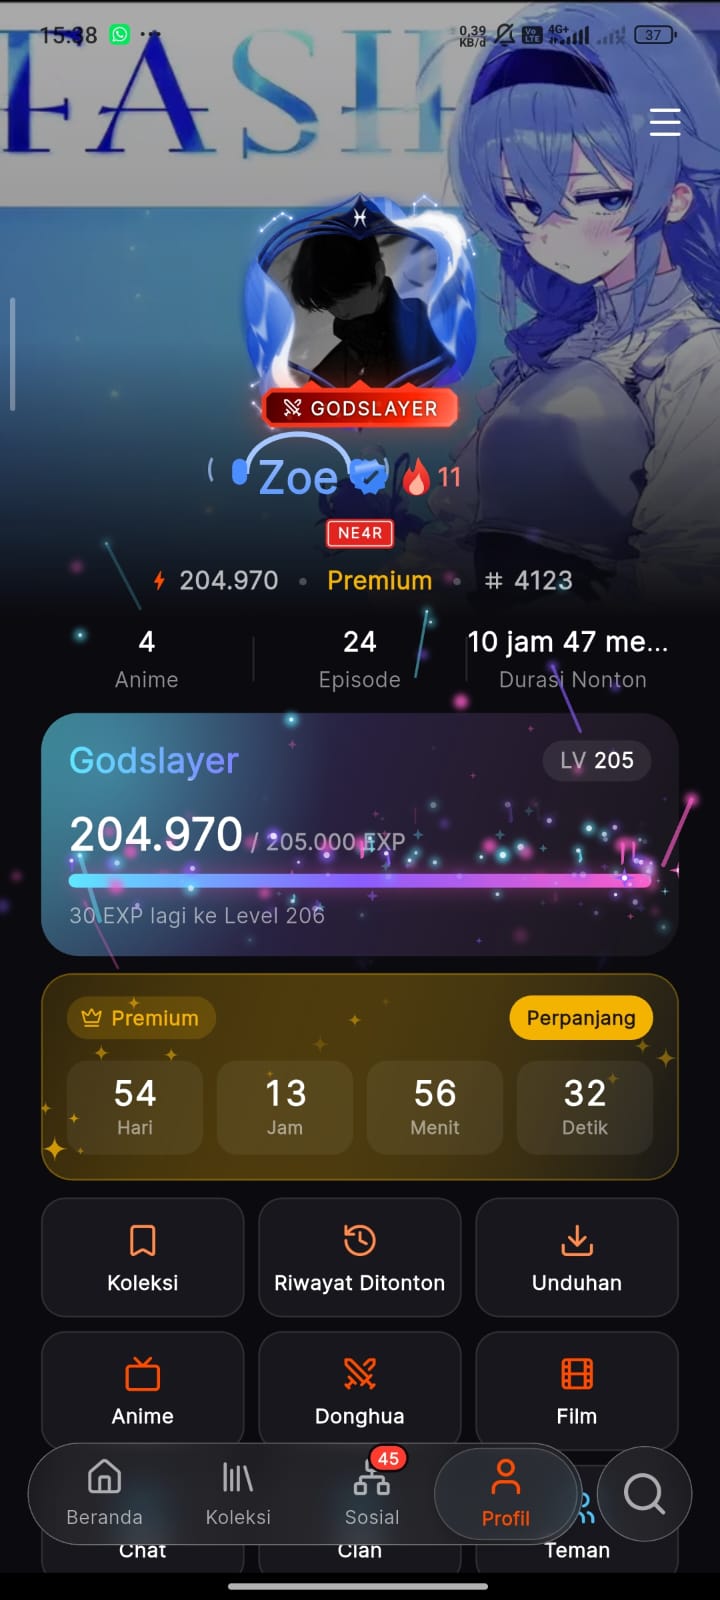 15.38
0,39 KB/d Vo LTE 4G+ 37
FASH
GODSLAYER
Zoe 11
NE4R
204.970 • Premium • # 4123
4 24 10 jam 47 me...
Anime Episode Durasi Nonton
Godslayer LV 205
204.970 / 205.000 EXP
30 EXP lagi ke Level 206
Premium Perpanjang
54 13 56 32
Hari Jam Menit Detik
Koleksi Riwayat Ditonton Unduhan
Anime Donghua Film
45
Beranda Koleksi Sosial Profil
Chat Clan Teman